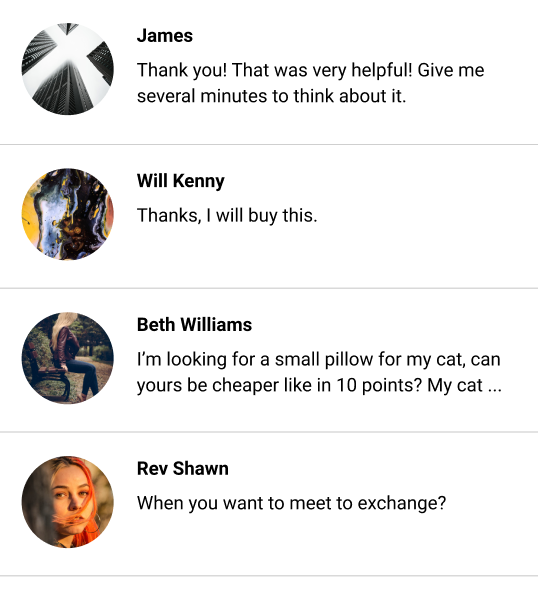 James
Thank you! That was very helpful! Give me
several minutes to think about it.
Will Kenny
Thanks, I will buy this.
Beth Williams
I’m looking for a small pillow for my cat, can
yours be cheaper like in 10 points? My cat ...
Rev Shawn
When you want to meet to exchange?